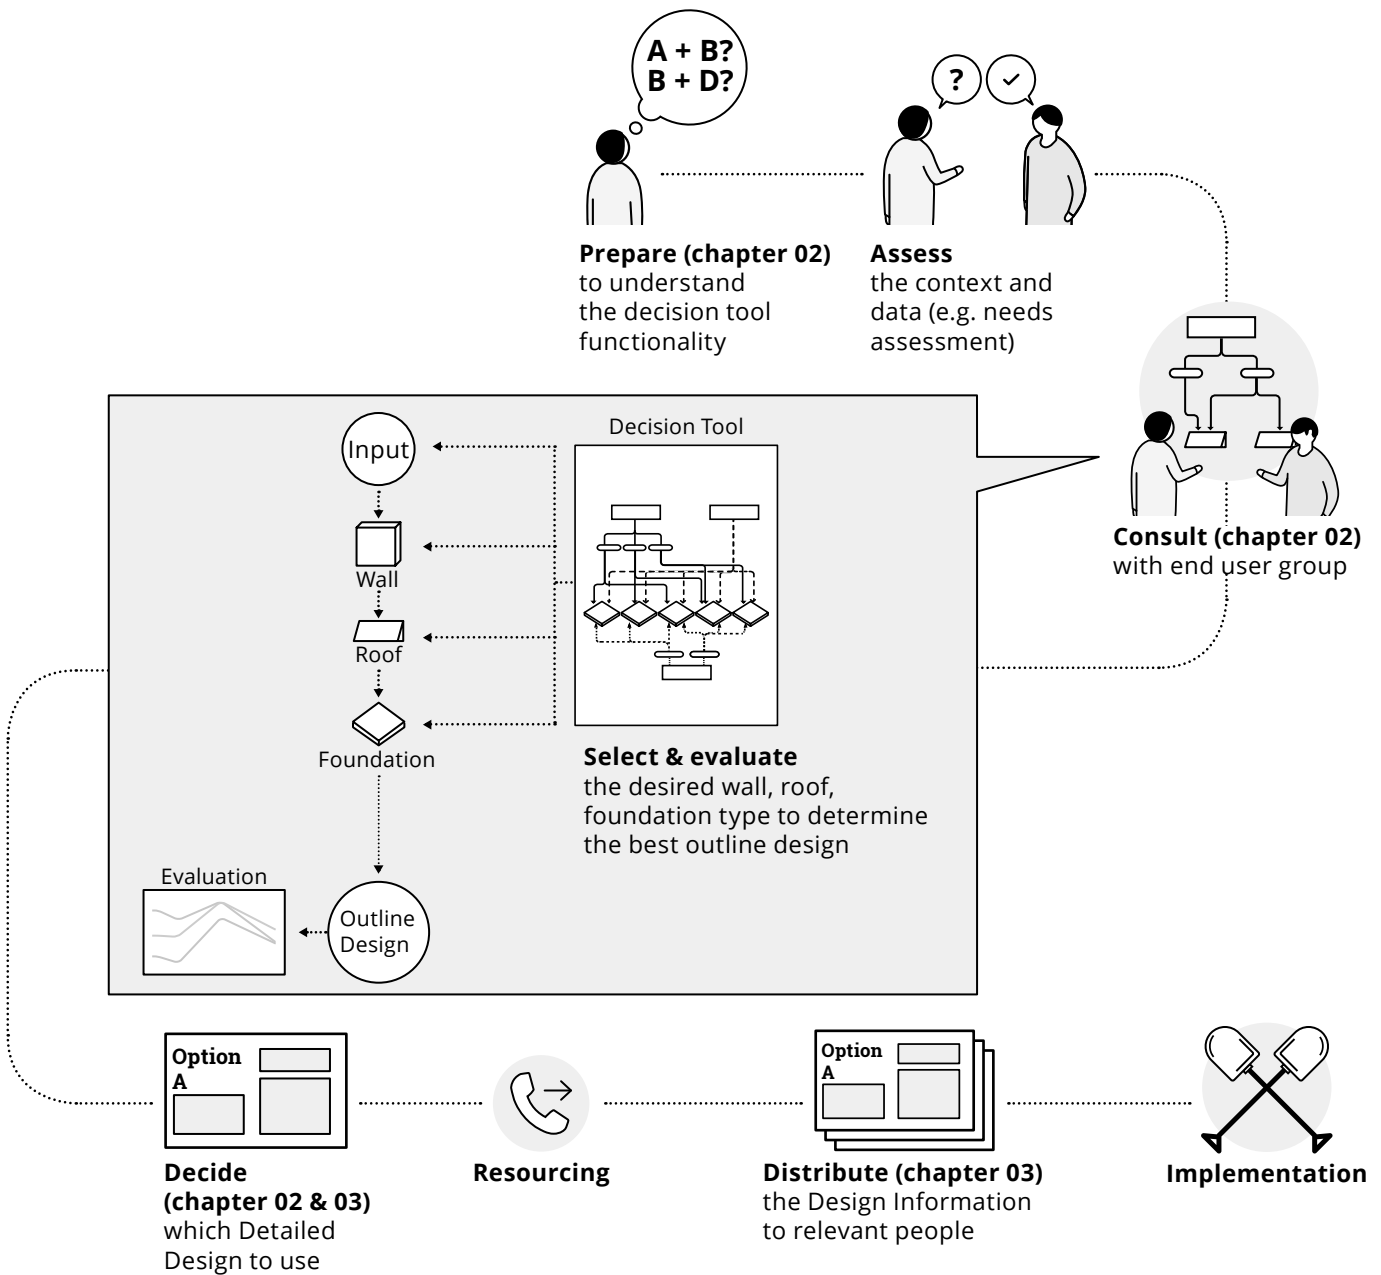 A + B?
B + D?
?
Prepare (chapter 02)
to understand
the decision tool
functionality
Assess
the context and
data (e.g. needs
assessment)
Consult (chapter 02)
with end user group
Decision Tool
Input
Wall
Roof
Foundation
Select & evaluate
the desired wall, roof,
foundation type to determine
the best outline design
Evaluation
Outline
Design
Option
A
Decide
(chapter 02 & 03)
which Detailed
Design to use
Resourcing
Option
A
Distribute (chapter 03)
the Design Information
to relevant people
Implementation